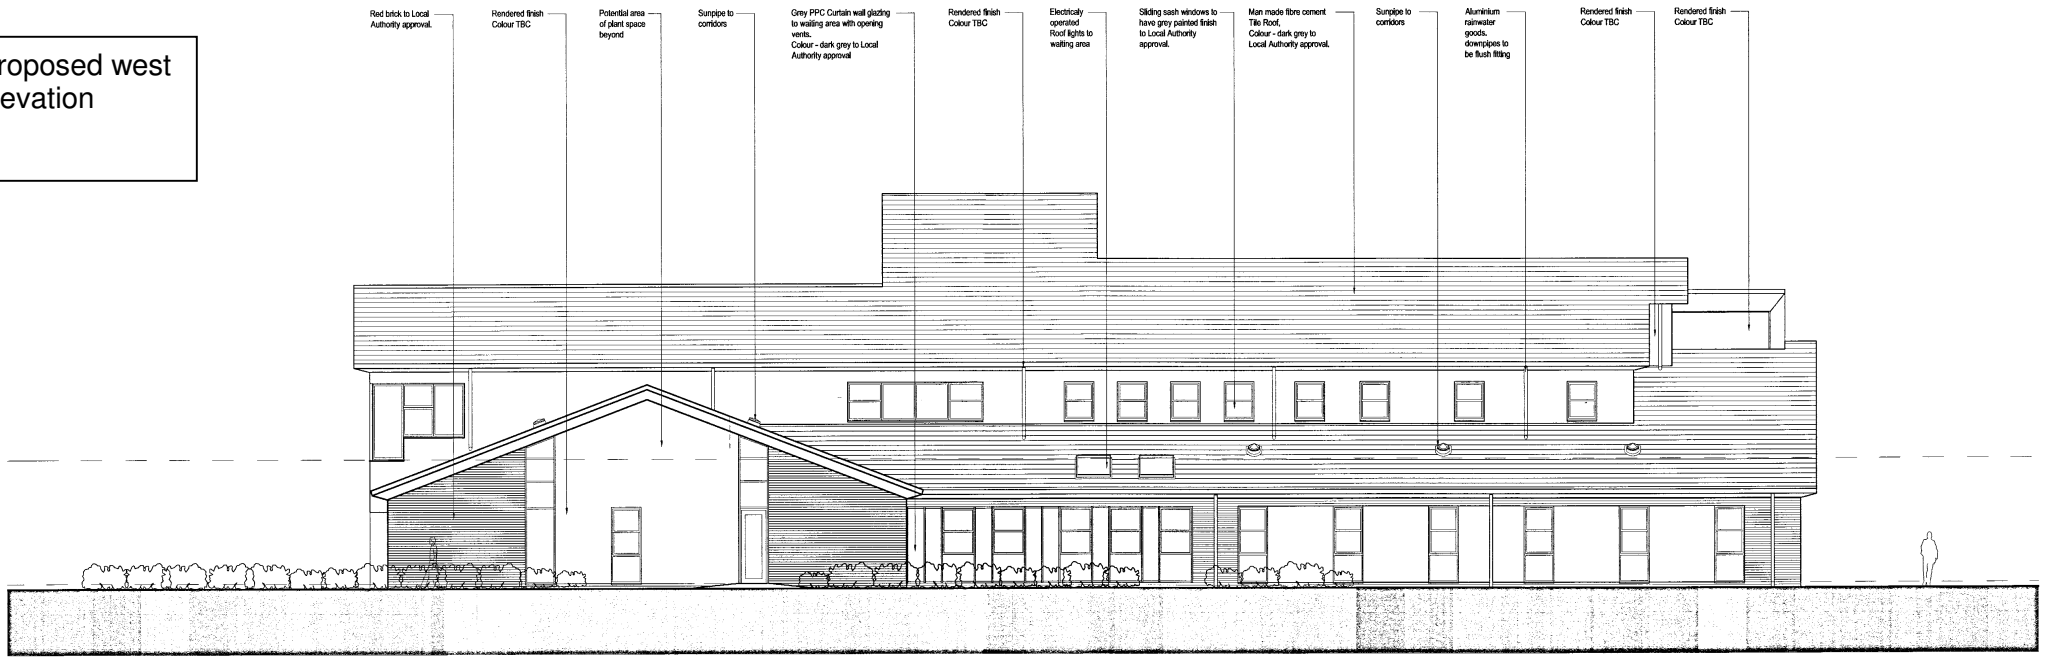 roposed west
evation
Red brick to Local
Authority approval.
Rendered finish
Colour TBC
Potential area
of plant space
beyond
Sunpipe to
corridors
Grey PPC Curtain wall glazing
to waiting area with opening
vents.
Colour - dark grey to Local
Authority approval
Rendered finish
Colour TBC
Electricaly
operated
Roof lights to
waiting area
Sliding sash windows to
have grey painted finish
to Local Authority
approval.
Man made fibre cement
Tile Roof,
Colour - dark grey to
Local Authority approval.
Sunpipe to
corridors
Aluminium
rainwater
goods.
downpipes to
be flush fitting
Rendered finish
Colour TBC
Rendered finish
Colour TBC